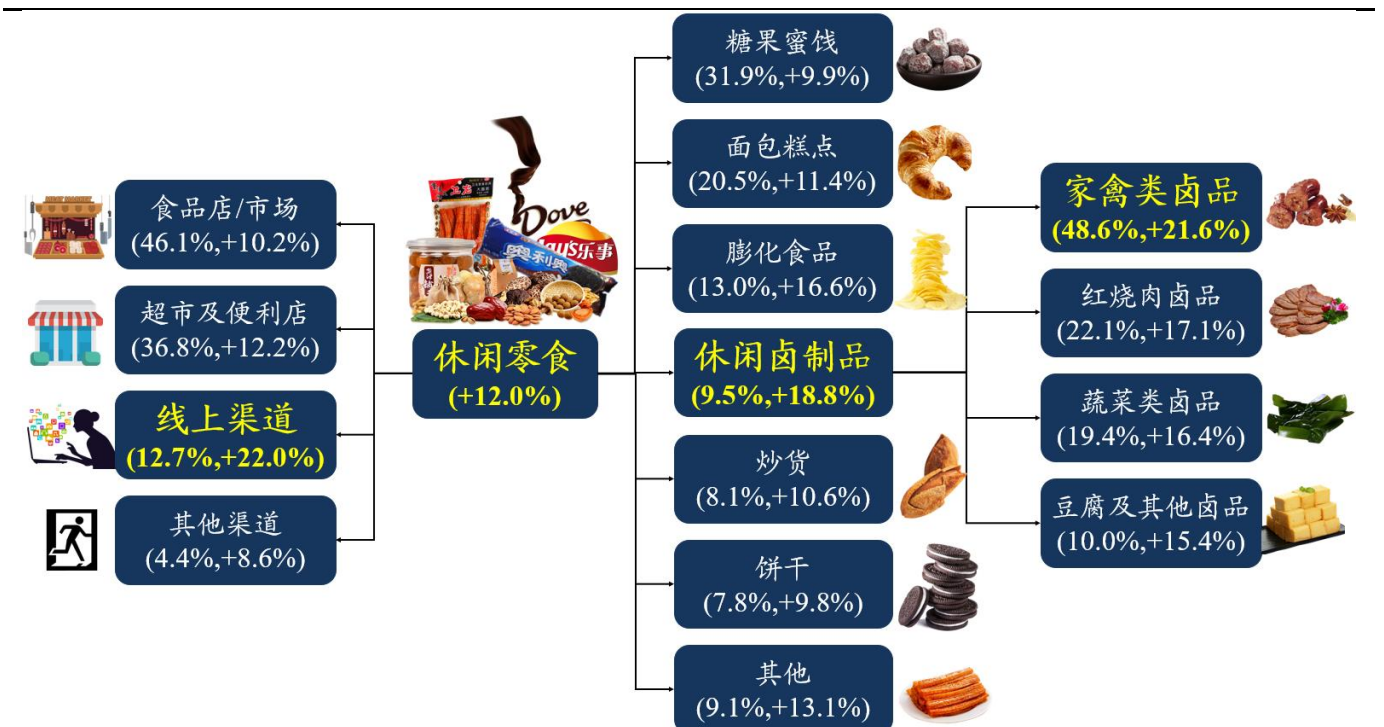 食品店/市场
(46.1%,+10.2%)
超市及便利店
(36.8%,+12.2%)
线上渠道
(12.7%,+22.0%)
其他渠道
(4.4%,+8.6%)
卫龙
Dove
Lay's乐事
奥利奥
休闲零食
(+12.0%)
糖果蜜饯
(31.9%,+9.9%)
面包糕点
(20.5%,+11.4%)
膨化食品
(13.0%,+16.6%)
休闲卤制品
(9.5%,+18.8%)
炒货
(8.1%,+10.6%)
饼干
(7.8%,+9.8%)
其他
(9.1%,+13.1%)
家禽类卤品
(48.6%,+21.6%)
红烧肉卤品
(22.1%,+17.1%)
蔬菜类卤品
(19.4%,+16.4%)
豆腐及其他卤品
(10.0%,+15.4%)